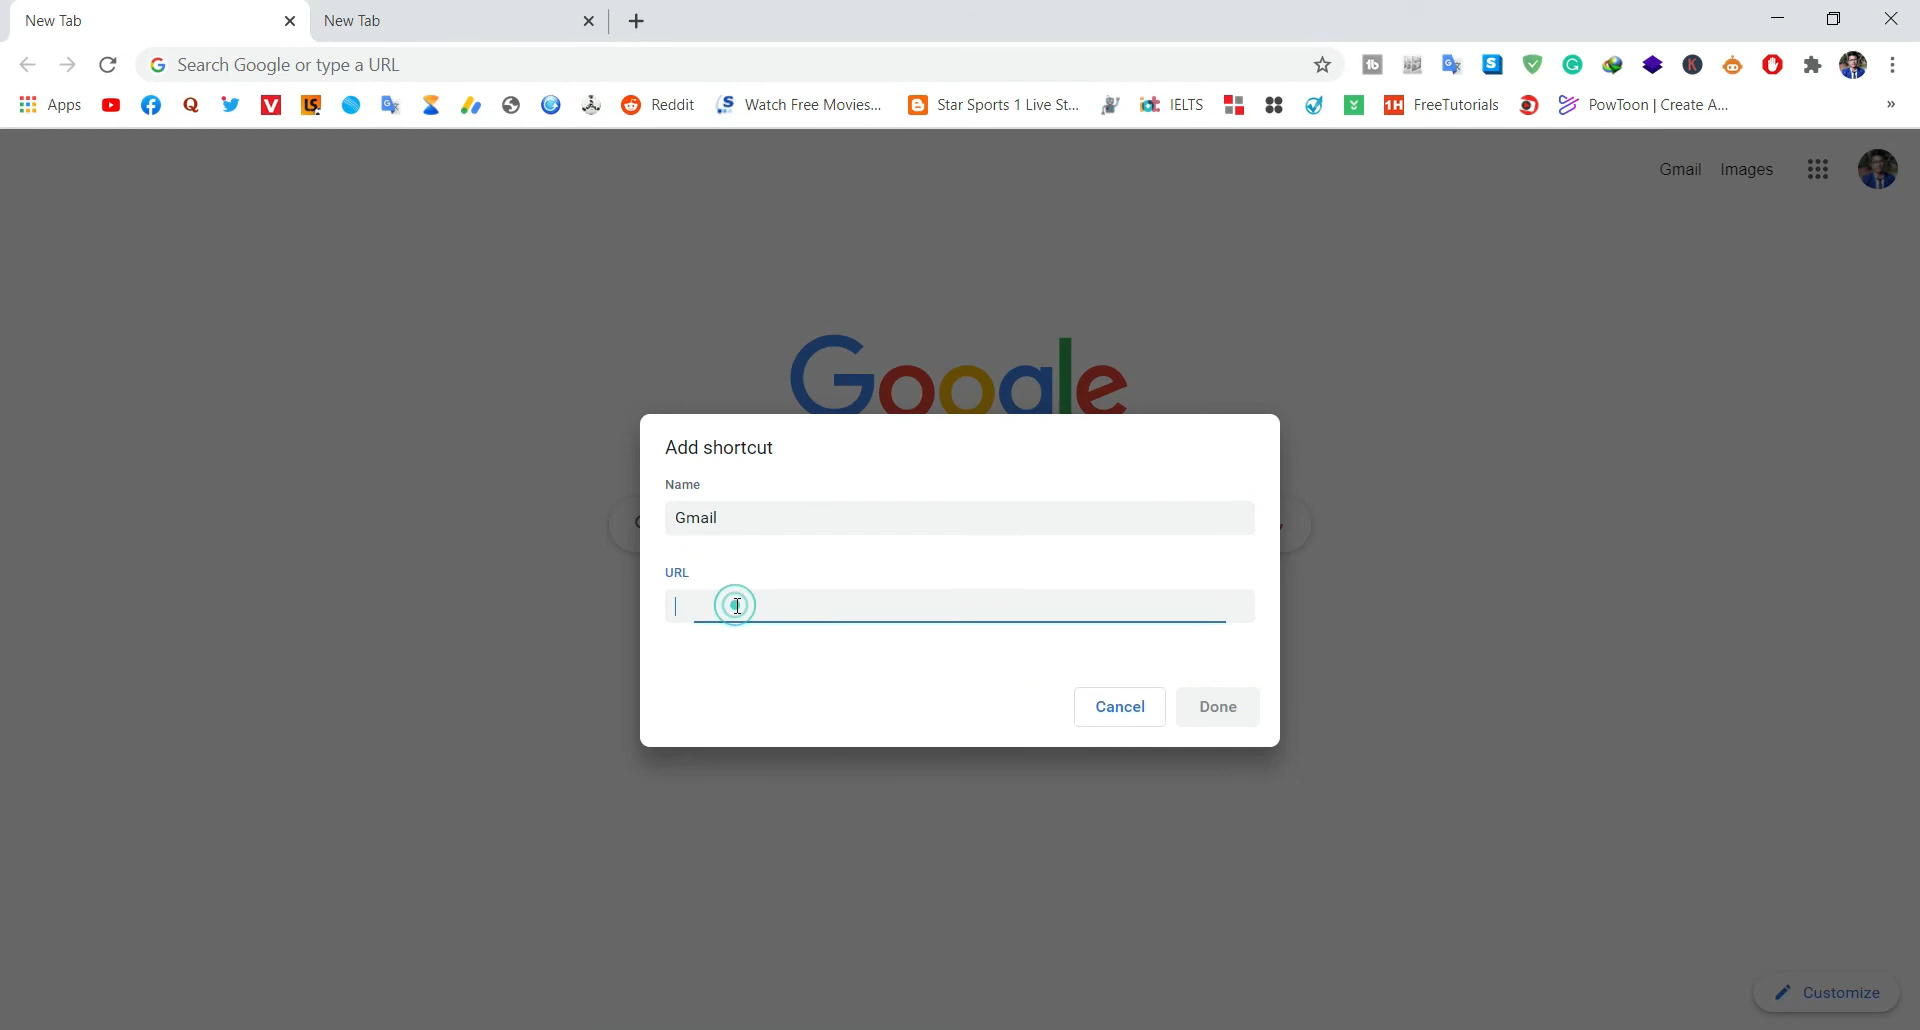 New Tab
New Tab
Search Google or type a URL
Apps
Reddit
Watch Free Movies...
Star Sports 1 Live St...
IELTS
FreeTutorials
PowToon | Create A...
Gmail Images
Google
Add shortcut
Name
Gmail
URL
Cancel
Done
Customize